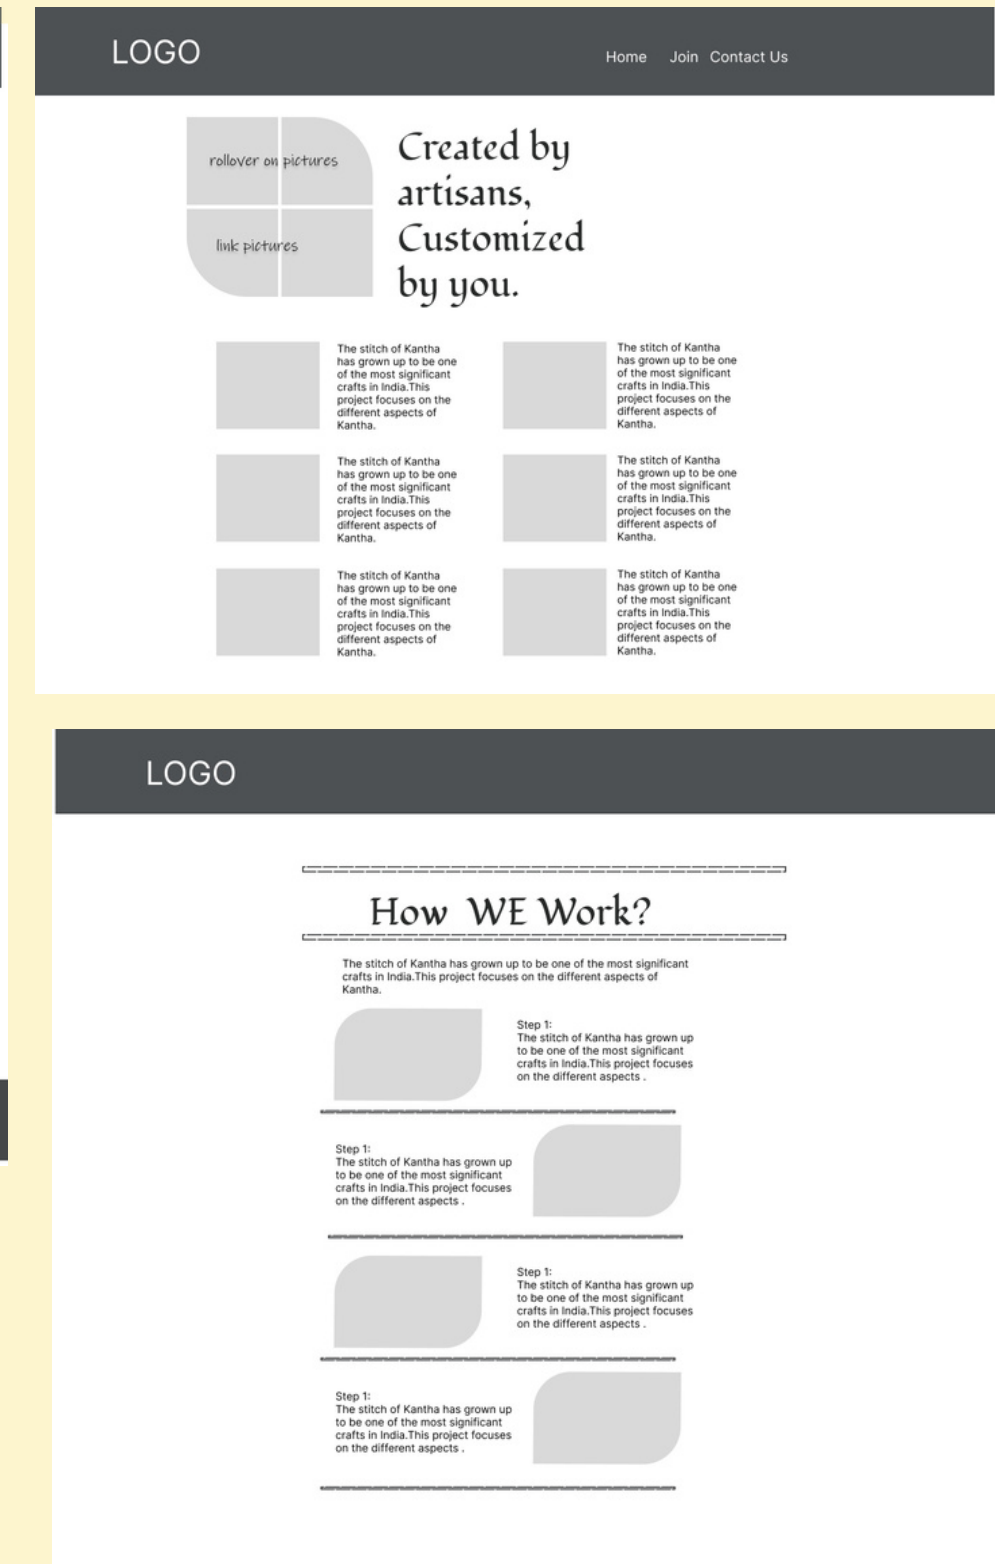 LOGO
Home Join Contact Us
rollover on pictures
link pictures
Created by
artisans,
Customized
by you.
The stitch of Kantha
has grown up to be one
of the most significant
crafts in India.This
project focuses on the
different aspects of
Kantha.
The stitch of Kantha
has grown up to be one
of the most significant
crafts in India.This
project focuses on the
different aspects of
Kantha.
The stitch of Kantha
has grown up to be one
of the most significant
crafts in India.This
project focuses on the
different aspects of
Kantha.
The stitch of Kantha
has grown up to be one
of the most significant
crafts in India.This
project focuses on the
different aspects of
Kantha.
The stitch of Kantha
has grown up to be one
of the most significant
crafts in India.This
project focuses on the
different aspects of
Kantha.
The stitch of Kantha
has grown up to be one
of the most significant
crafts in India.This
project focuses on the
different aspects of
Kantha.
LOGO
How WE Work?
The stitch of Kantha has grown up to be one of the most significant
crafts in India.This project focuses on the different aspects of
Kantha.
Step 1:
The stitch of Kantha has grown up
to be one of the most significant
crafts in India.This project focuses
on the different aspects .
Step 1:
The stitch of Kantha has grown up
to be one of the most significant
crafts in India.This project focuses
on the different aspects .
Step 1:
The stitch of Kantha has grown up
to be one of the most significant
crafts in India.This project focuses
on the different aspects .
Step 1:
The stitch of Kantha has grown up
to be one of the most significant
crafts in India.This project focuses
on the different aspects .